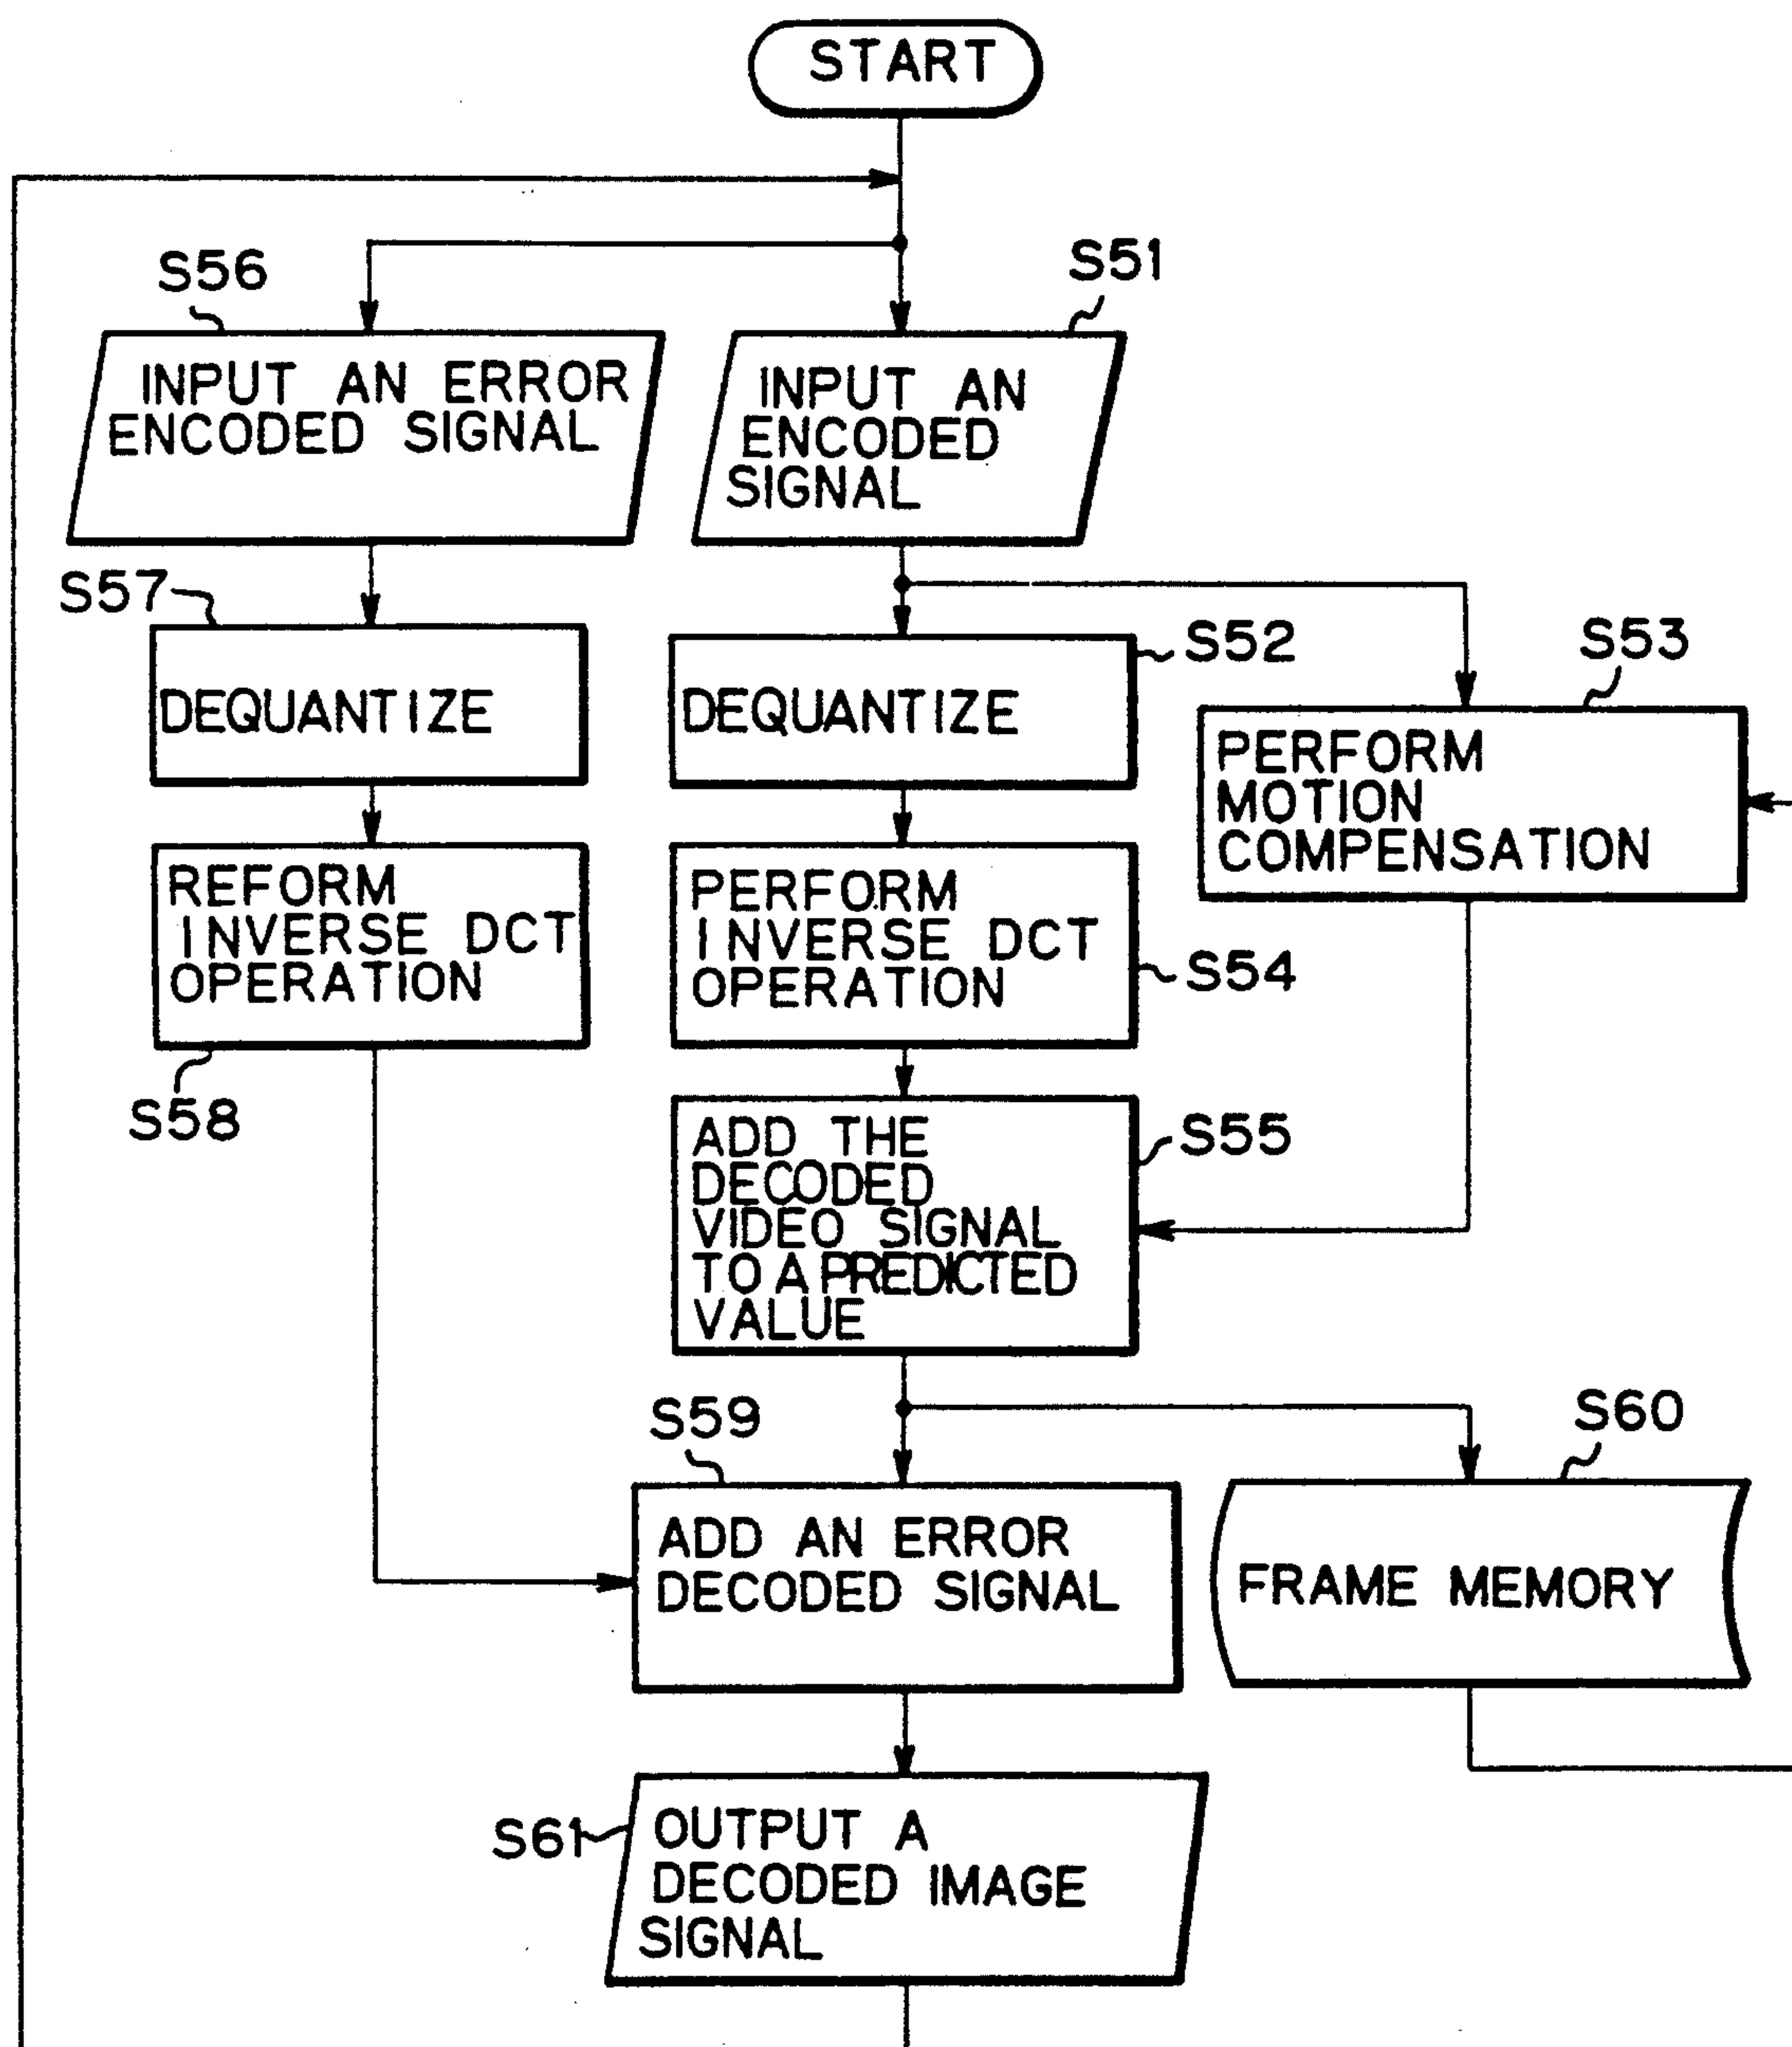 START
S56
S51
INPUT AN ERROR
ENCODED SIGNAL
INPUT AN
ENCODED
SIGNAL
S57
S52
S53
DEQUANTIZE
DEQUANTIZE
PERFORM
MOTION
COMPENSATION
REFORM
INVERSE DCT
OPERATION
PERFORM
INVERSE DCT
OPERATION
S54
S58
ADD THE
DECODED
VIDEO SIGNAL
TO A PREDICTED
VALUE
S55
S59
S60
ADD AN ERROR
DECODED SIGNAL
FRAME MEMORY
S61
OUTPUT A
DECODED IMAGE
SIGNAL